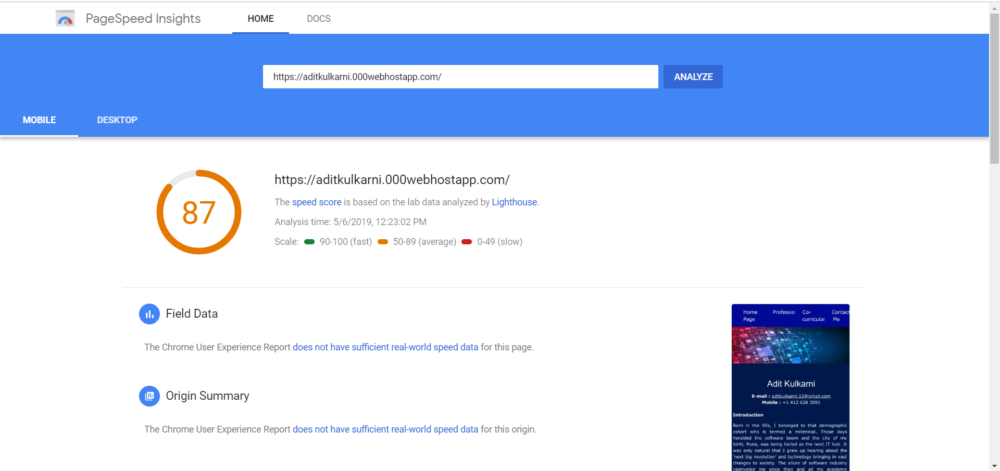 PageSpeed Insights
HOME
DOCS
https://aditkulkarni.000webhostapp.com/
ANALYZE
MOBILE
DESKTOP
87
https://aditkulkarni.000webhostapp.com/
The speed score is based on the lab data analyzed by Lighthouse.
Analysis time: 5/6/2019, 12:23:02 PM
Scale: 90-100 (fast) 50-89 (average) 0-49 (slow)
Field Data
The Chrome User Experience Report does not have sufficient real-world speed data for this page.
Origin Summary
The Chrome User Experience Report does not have sufficient real-world speed data for this origin.
Home Professio Co- Contact
Page curricular Me
Adit Kulkarni
E-mail : aditkulkarni.12@gmail.com
Mobile : +1 412 628 3091
Introduction
Born in the 90s, I belonged to that demographic
cohort who is termed a millennial. Those days
heralded the software boom and the city of my
birth, Pune, was being hailed as the next IT hub. It
was only natural that I grew up hearing about the
'next big revolution' and technology bringing in vast
changes to society. The allure of software industry
captivated me since then and all my academic